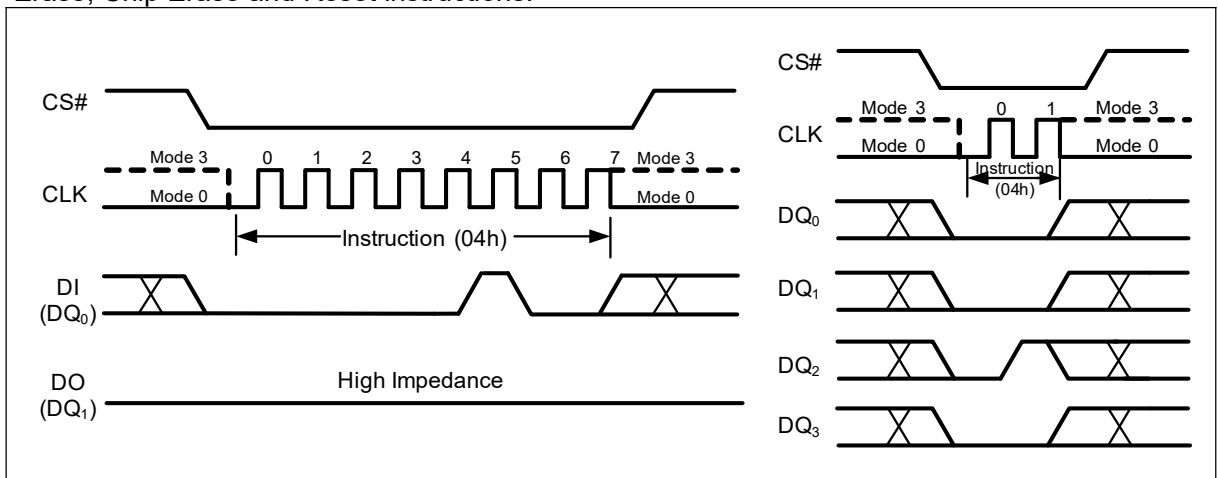 Erase, Chip Erase and Reset instructions.
CS#
Mode 3 0 1 2 3 4 5 6 7 Mode 3
CLK
Mode 0 Mode 0
Instruction (04h)
DI
(DQ0)
DO
(DQ1)
High Impedance
CS#
Mode 3 0 1 Mode 3
CLK
Mode 0 Mode 0
Instruction
(04h)
DQ0
DQ1
DQ2
DQ3